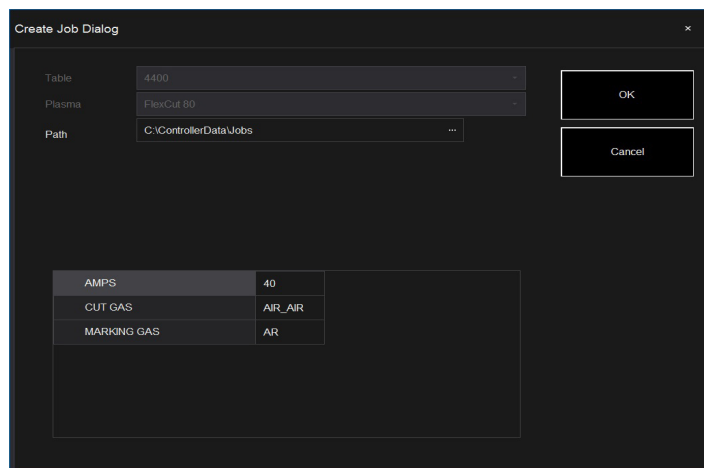 Create Job Dialog ×
Table 4400
Plasma FlexCut 80
Path C:\ControllerData\Jobs ...
OK
Cancel
AMPS 40
CUT GAS AIR_AIR
MARKING GAS AR